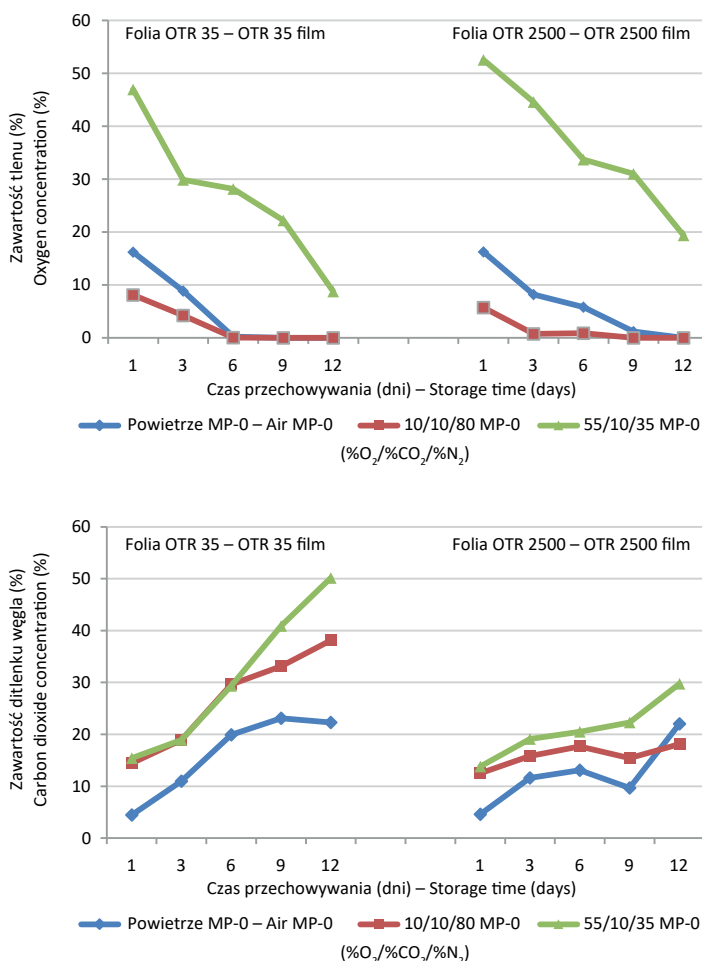 Folia OTR 35 – OTR 35 film
Folia OTR 2500 – OTR 2500 film
Zawartość tlenu (%)
Oxygen concentration (%)
60
50
40
30
20
10
0
1 3 6 9 12 1 3 6 9 12
Czas przechowywania (dni) – Storage time (days)
Powietrze MP-0 – Air MP-0
10/10/80 MP-0
55/10/35 MP-0
(%O₂/%CO₂/%N₂)
Folia OTR 35 – OTR 35 film
Folia OTR 2500 – OTR 2500 film
Zawartość ditlenku węgla (%)
Carbon dioxide concentration (%)
60
50
40
30
20
10
0
1 3 6 9 12 1 3 6 9 12
Czas przechowywania (dni) – Storage time (days)
Powietrze MP-0 – Air MP-0
10/10/80 MP-0
55/10/35 MP-0
(%O₂/%CO₂/%N₂)